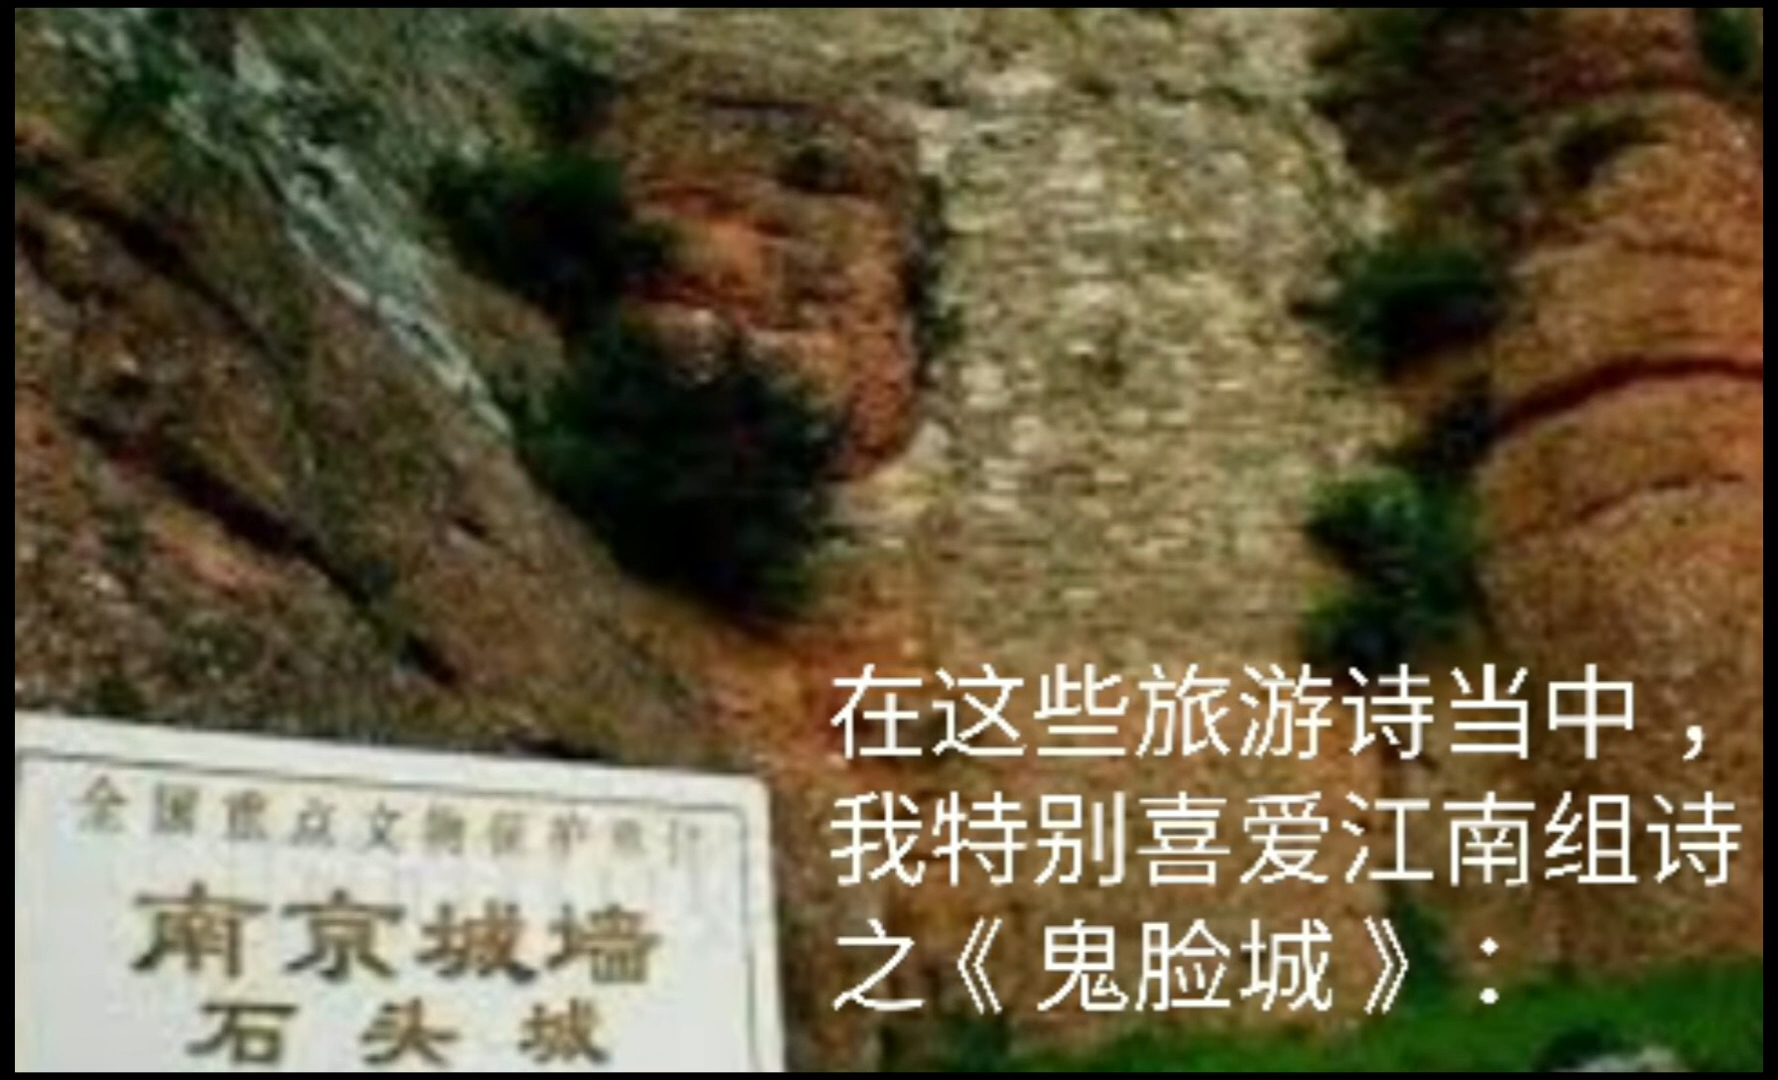 全国重点文物保护单位
南京城墙
石头城
在这些旅游诗当中，
我特别喜爱江南组诗
之《鬼脸城》：